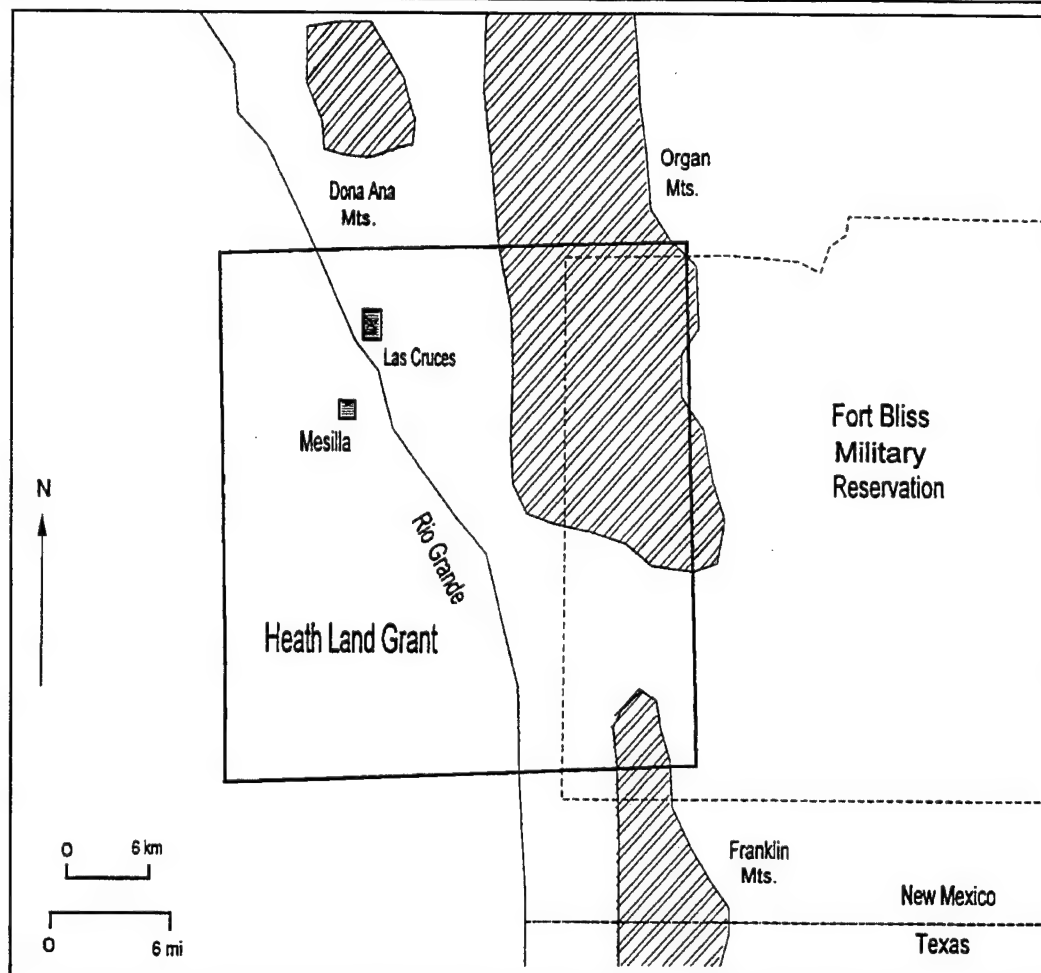 Organ
Mts.
Dona Ana
Mts.
Las Cruces
Mesilla
Fort Bliss
Military
Reservation
N
Rio Grande
Heath Land Grant
0 6 km
0 6 mi
Franklin
Mts.
New Mexico
Texas